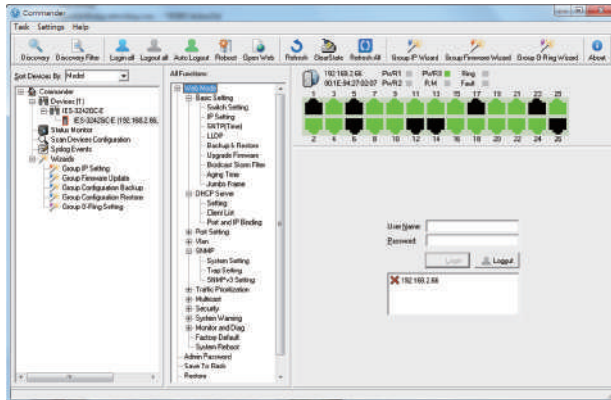 Commander
Task Settings Help
Discovery Discovery Filter Login all Logout all Auto Logout Reboot Open Web Refresh ClearState Refresh All Group IP Wizard Group Firmware Wizard Group O-Ring Wizard About
Sort Devices By: Model
Commander
Devices (1)
IES-3242GC-E
IES-3242GC-E (192.168.2.66,
Status Monitor
Scan Devices Configuration
Syslog Events
Wizards
Group IP Setting
Group Firmware Update
Group Configuration Backup
Group Configuration Restore
Group O-Ring Setting
All Functions:
Web Mode
Basic Setting
Switch Setting
IP Setting
SNTP(Time)
LLDP
Backup & Restore
Upgrade Firmware
Brodcast Storm Filter
Aging Time
Jumbo Frame
DHCP Server
Setting
Client List
Port and IP Binding
Port Setting
Vlan
SNMP
System Setting
Trap Setting
SNMPv3 Setting
Traffic Prioritization
Multicast
Security
System Warning
Monitor and Diag
Factory Default
System Reboot
Admin Password
Save To Flash
Restore
192.168.2.66 PWR1 PWR3 Ring
00:1E:94:27:02:07 PWR2 R.M Fault
1 3 5 7 9 11 13 15 17 19 21 23 25
2 4 6 8 10 12 14 16 18 20 22 24 26
User Name:
Password:
Login Logout
192.168.2.66